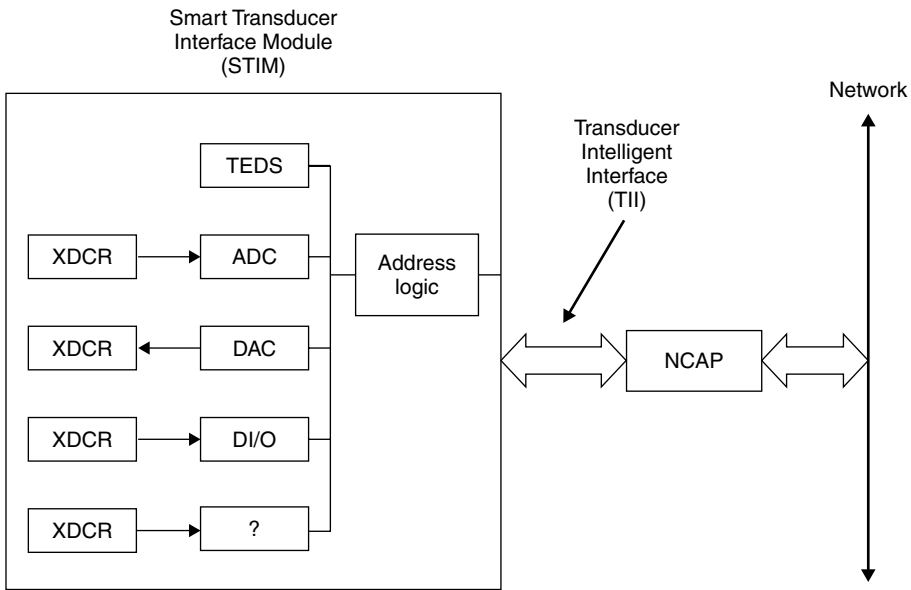 Smart Transducer
Interface Module
(STIM)
Network
Transducer
Intelligent
Interface
(TII)
TEDS
XDCR
ADC
Address
logic
XDCR
DAC
NCAP
XDCR
DI/O
XDCR
?